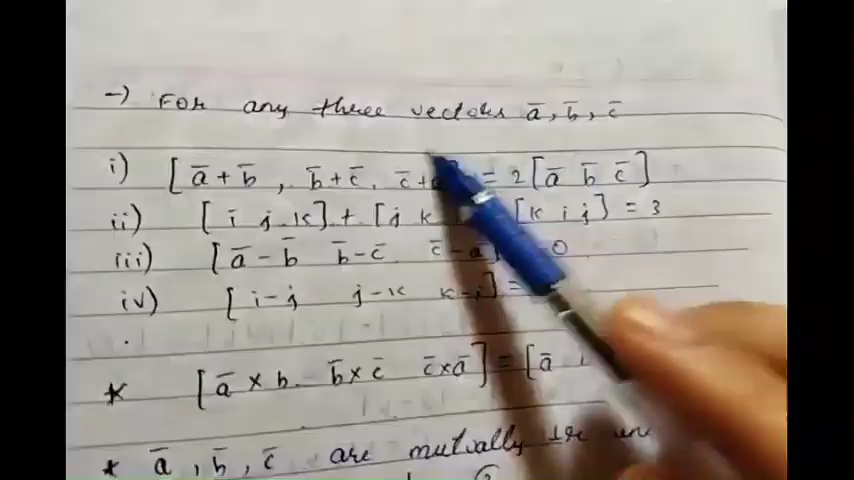 → For any three vectors ā, b̄, c̄
i) [ā + b̄, b̄ + c̄, c̄ + = 2 [ā b̄ c̄]
ii) [i j k] + [j k [k i j] = 3
iii) [ā - b̄ b̄ - c̄ c̄ - ā] 0
iv) [i - j j - k k - i] =
* [ā × b b̄ × c̄ c̄ × ā] = [ā
* ā, b̄, c̄ are mutually ⊥r